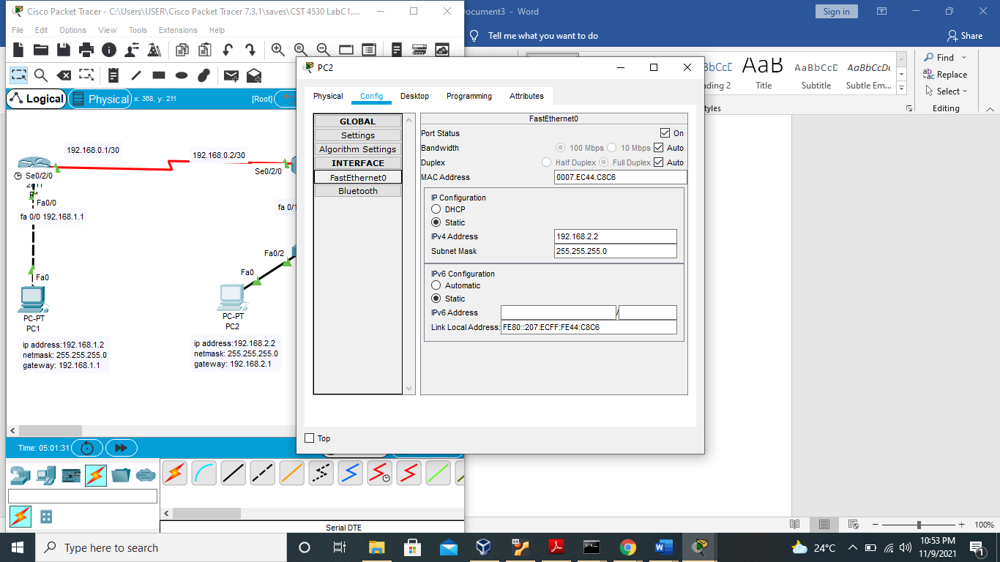 Cisco Packet Tracer - C:\Users\USER\Cisco Packet Tracer 7.3.1\saves\CST 4530 LabC1....
ocument3 - Word
Sign in
File Edit Options View Tools Extensions Help
Tell me what you want to do
Share
PC2
Physical Config Desktop Programming Attributes
Logical Physical x: 368, y: 211 [Root]
192.168.0.1/30
192.168.0.2/30
Se0/2/0
Se0/2/0
Fa0/0
fa 0/0 192.168.1.1
fa 0/1
Fa0/2
Fa0
Fa0
PC-PT
PC1
PC-PT
PC2
ip address:192.168.1.2
netmask: 255.255.255.0
gateway: 192.168.1.1
ip address:192.168.2.2
netmask: 255.255.255.0
gateway: 192.168.2.1
GLOBAL
Settings
Algorithm Settings
INTERFACE
FastEthernet0
Bluetooth
FastEthernet0
Port Status On
Bandwidth 100 Mbps 10 Mbps Auto
Duplex Half Duplex Full Duplex Auto
MAC Address 0007.EC44.C8C6
IP Configuration
DHCP
Static
IPv4 Address 192.168.2.2
Subnet Mask 255.255.255.0
IPv6 Configuration
Automatic
Static
IPv6 Address /
Link Local Address: FE80::207:ECFF:FE44:C8C6
Top
Time: 05:01:31
Serial DTE
AaB
AaBbCcD AaBbCcDc
ding 2 Title Subtitle Subtle Em...
yles
Find
Replace
Select
Editing
100%
Type here to search
24°C
10:53 PM
11/9/2021
1